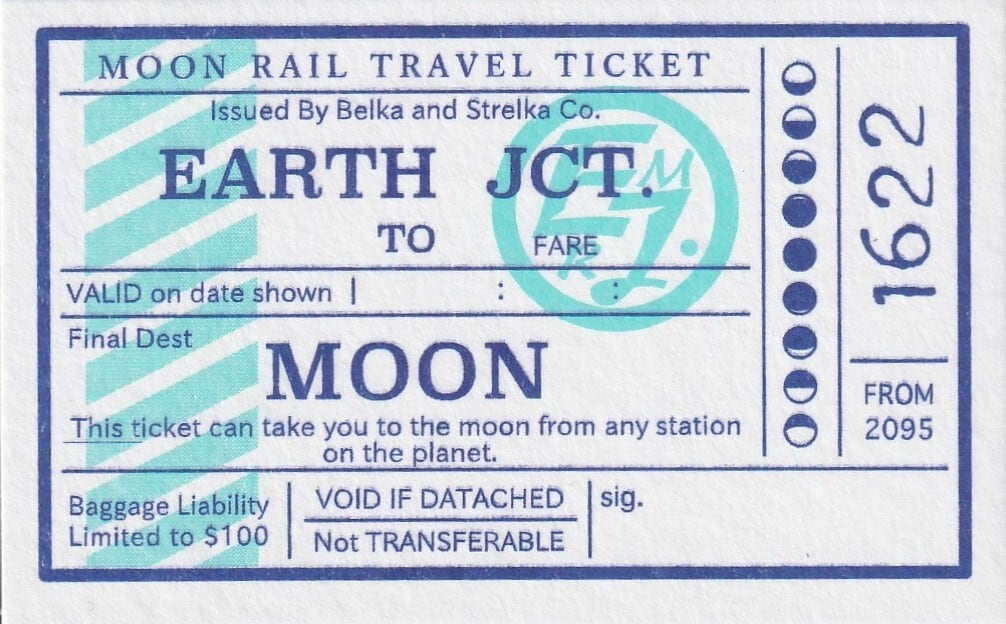 MOON RAIL TRAVEL TICKET
Issued By Belka and Strelka Co.
EARTH JCT.
TO
FARE
VALID on date shown | : :
Final Dest
MOON
This ticket can take you to the moon from any station
on the planet.
Baggage Liability
Limited to $100
VOID IF DATACHED
Not TRANSFERABLE
sig.
1622
FROM
2095